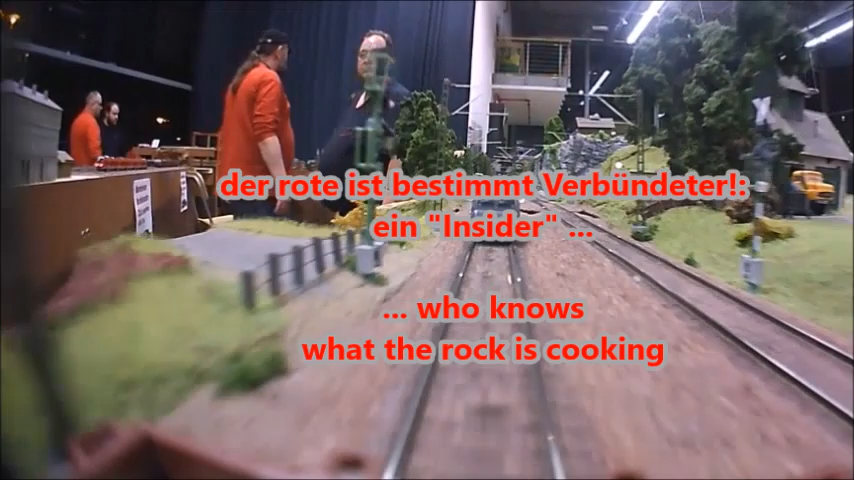 der rote ist bestimmt Verbündeter!:
ein "Insider" ...
... who knows
what the rock is cooking